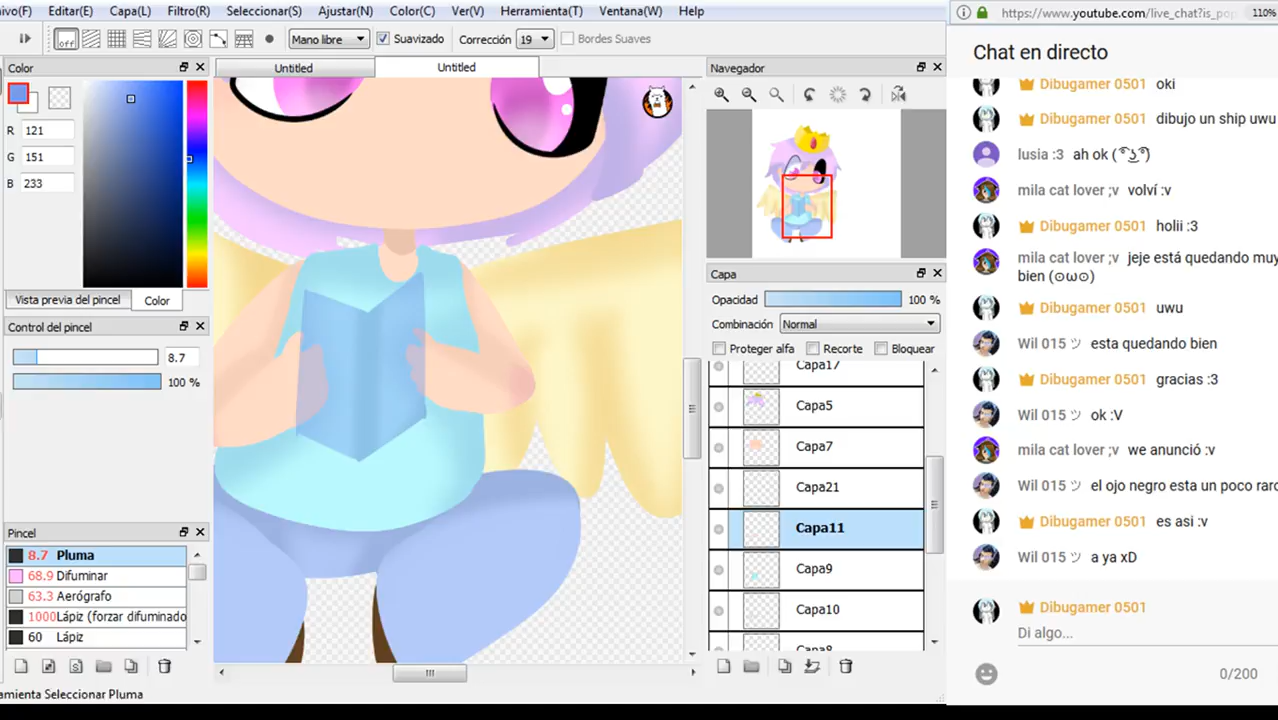 ivo(F) Editar(E) Capa(L) Filtro(R) Seleccionar(S) Ajustar(N) Color(C) Ver(V) Herramienta(T) Ventana(W) Help
off Mano libre Suavizado Corrección 19 Bordes Suaves
Color
R 121
G 151
B 233
Vista previa del pincel Color
Control del pincel
8.7
100 %
Pincel
8.7 Pluma
68.9 Difuminar
63.3 Aerógrafo
1000 Lápiz (forzar difuminado
60 Lápiz
amienta Seleccionar Pluma
Untitled Untitled
Navegador
Capa
Opacidad 100 %
Combinación Normal
Proteger alfa Recorte Bloquear
Capa17
Capa5
Capa7
Capa21
Capa11
Capa9
Capa10
Capa8
https://www.youtube.com/live_chat?is_pop 110%
Chat en directo
Dibugamer 0501 oki
Dibugamer 0501 dibujo un ship uwu
lusia :3 ah ok ( ͡° ͜ʖ ͡°)
mila cat lover ;v volví :v
Dibugamer 0501 holii :3
mila cat lover ;v jeje está quedando muy
bien (⊙ω⊙)
Dibugamer 0501 uwu
Wil 015 ツ esta quedando bien
Dibugamer 0501 gracias :3
Wil 015 ツ ok :V
mila cat lover ;v we anunció :v
Wil 015 ツ el ojo negro esta un poco raro
Dibugamer 0501 es asi :v
Wil 015 ツ a ya xD
Dibugamer 0501
Di algo...
0/200